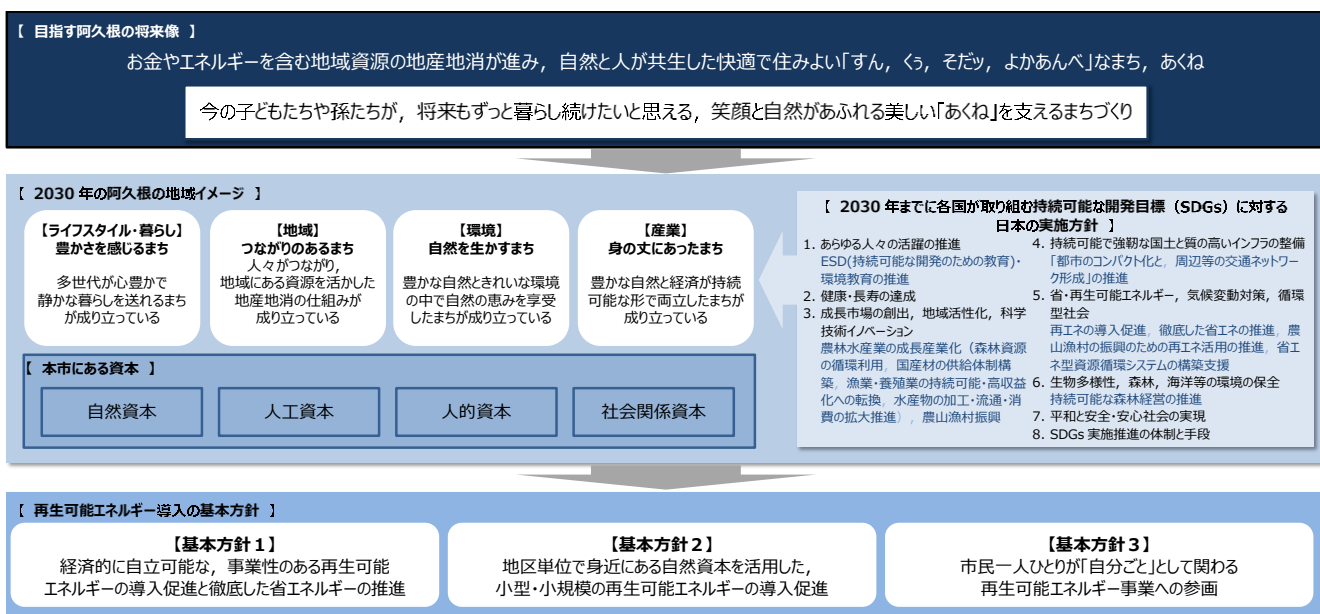 【 目指す阿久根の将来像 】
お金やエネルギーを含む地域資源の地産地消が進み，自然と人が共生した快適で住みよい「すん，くぅ，そだッ，よかあんべ」なまち，あくね
今の子どもたちや孫たちが，将来もずっと暮らし続けたいと思える，笑顔と自然があふれる美しい「あくね」を支えるまちづくり
【 2030 年の阿久根の地域イメージ 】
【ライフスタイル・暮らし】
豊かさを感じるまち
多世代が心豊かで
静かな暮らしを送れるまち
が成り立っている
【地域】
つながりのあるまち
人々がつながり，
地域にある資源を活かした
地産地消の仕組みが
成り立っている
【環境】
自然を生かすまち
豊かな自然ときれいな環境
の中で自然の恵みを享受
したまちが成り立っている
【産業】
身の丈にあったまち
豊かな自然と経済が持続
可能な形で両立したまちが
成り立っている
【 本市にある資本 】
自然資本
人工資本
人的資本
社会関係資本
【 2030 年までに各国が取り組む持続可能な開発目標（SDGs）に対する
日本の実施方針 】
1. あらゆる人々の活躍の推進
ESD(持続可能な開発のための教育)・
環境教育の推進
2. 健康・長寿の達成
3. 成長市場の創出，地域活性化，科学
技術イノベーション
農林水産業の成長産業化（森林資源
の循環利用，国産材の供給体制構
築，漁業・養殖業の持続可能・高収益
化への転換，水産物の加工・流通・消
費の拡大推進），農山漁村振興
4. 持続可能で強靭な国土と質の高いインフラの整備
「都市のコンパクト化と，周辺等の交通ネットワー
ク形成」の推進
5. 省・再生可能エネルギー，気候変動対策，循環
型社会
再エネの導入促進，徹底した省エネの推進，農
山漁村の振興のための再エネ活用の推進，省エ
ネ型資源循環システムの構築支援
6. 生物多様性，森林，海洋等の環境の保全
持続可能な森林経営の推進
7. 平和と安全・安心社会の実現
8. SDGs 実施推進の体制と手段
【 再生可能エネルギー導入の基本方針 】
【基本方針１】
経済的に自立可能な，事業性のある再生可能
エネルギーの導入促進と徹底した省エネルギーの推進
【基本方針２】
地区単位で身近にある自然資本を活用した，
小型・小規模の再生可能エネルギーの導入促進
【基本方針３】
市民一人ひとりが「自分ごと」として関わる
再生可能エネルギー事業への参画